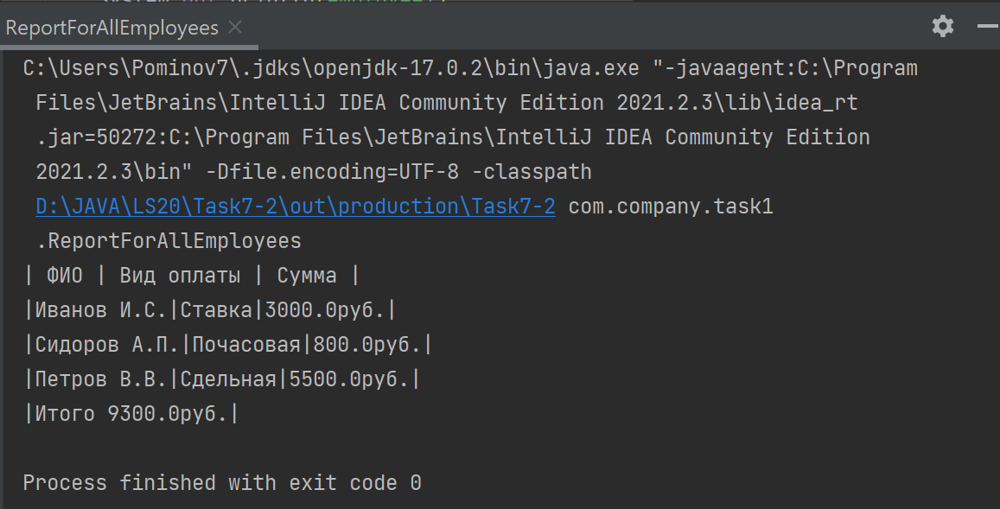 ReportForAllEmployees
C:\Users\Pominov7\.jdks\openjdk-17.0.2\bin\java.exe "-javaagent:C:\Program
Files\JetBrains\IntelliJ IDEA Community Edition 2021.2.3\lib\idea_rt
.jar=50272:C:\Program Files\JetBrains\IntelliJ IDEA Community Edition
2021.2.3\bin" -Dfile.encoding=UTF-8 -classpath
D:\JAVA\LS20\Task7-2\out\production\Task7-2 com.company.task1
.ReportForAllEmployees
| ФИО | Вид оплаты | Сумма |
|Иванов И.С.|Ставка|3000.0руб.|
|Сидоров А.П.|Почасовая|800.0руб.|
|Петров В.В.|Сдельная|5500.0руб.|
|Итого 9300.0руб.|
Process finished with exit code 0